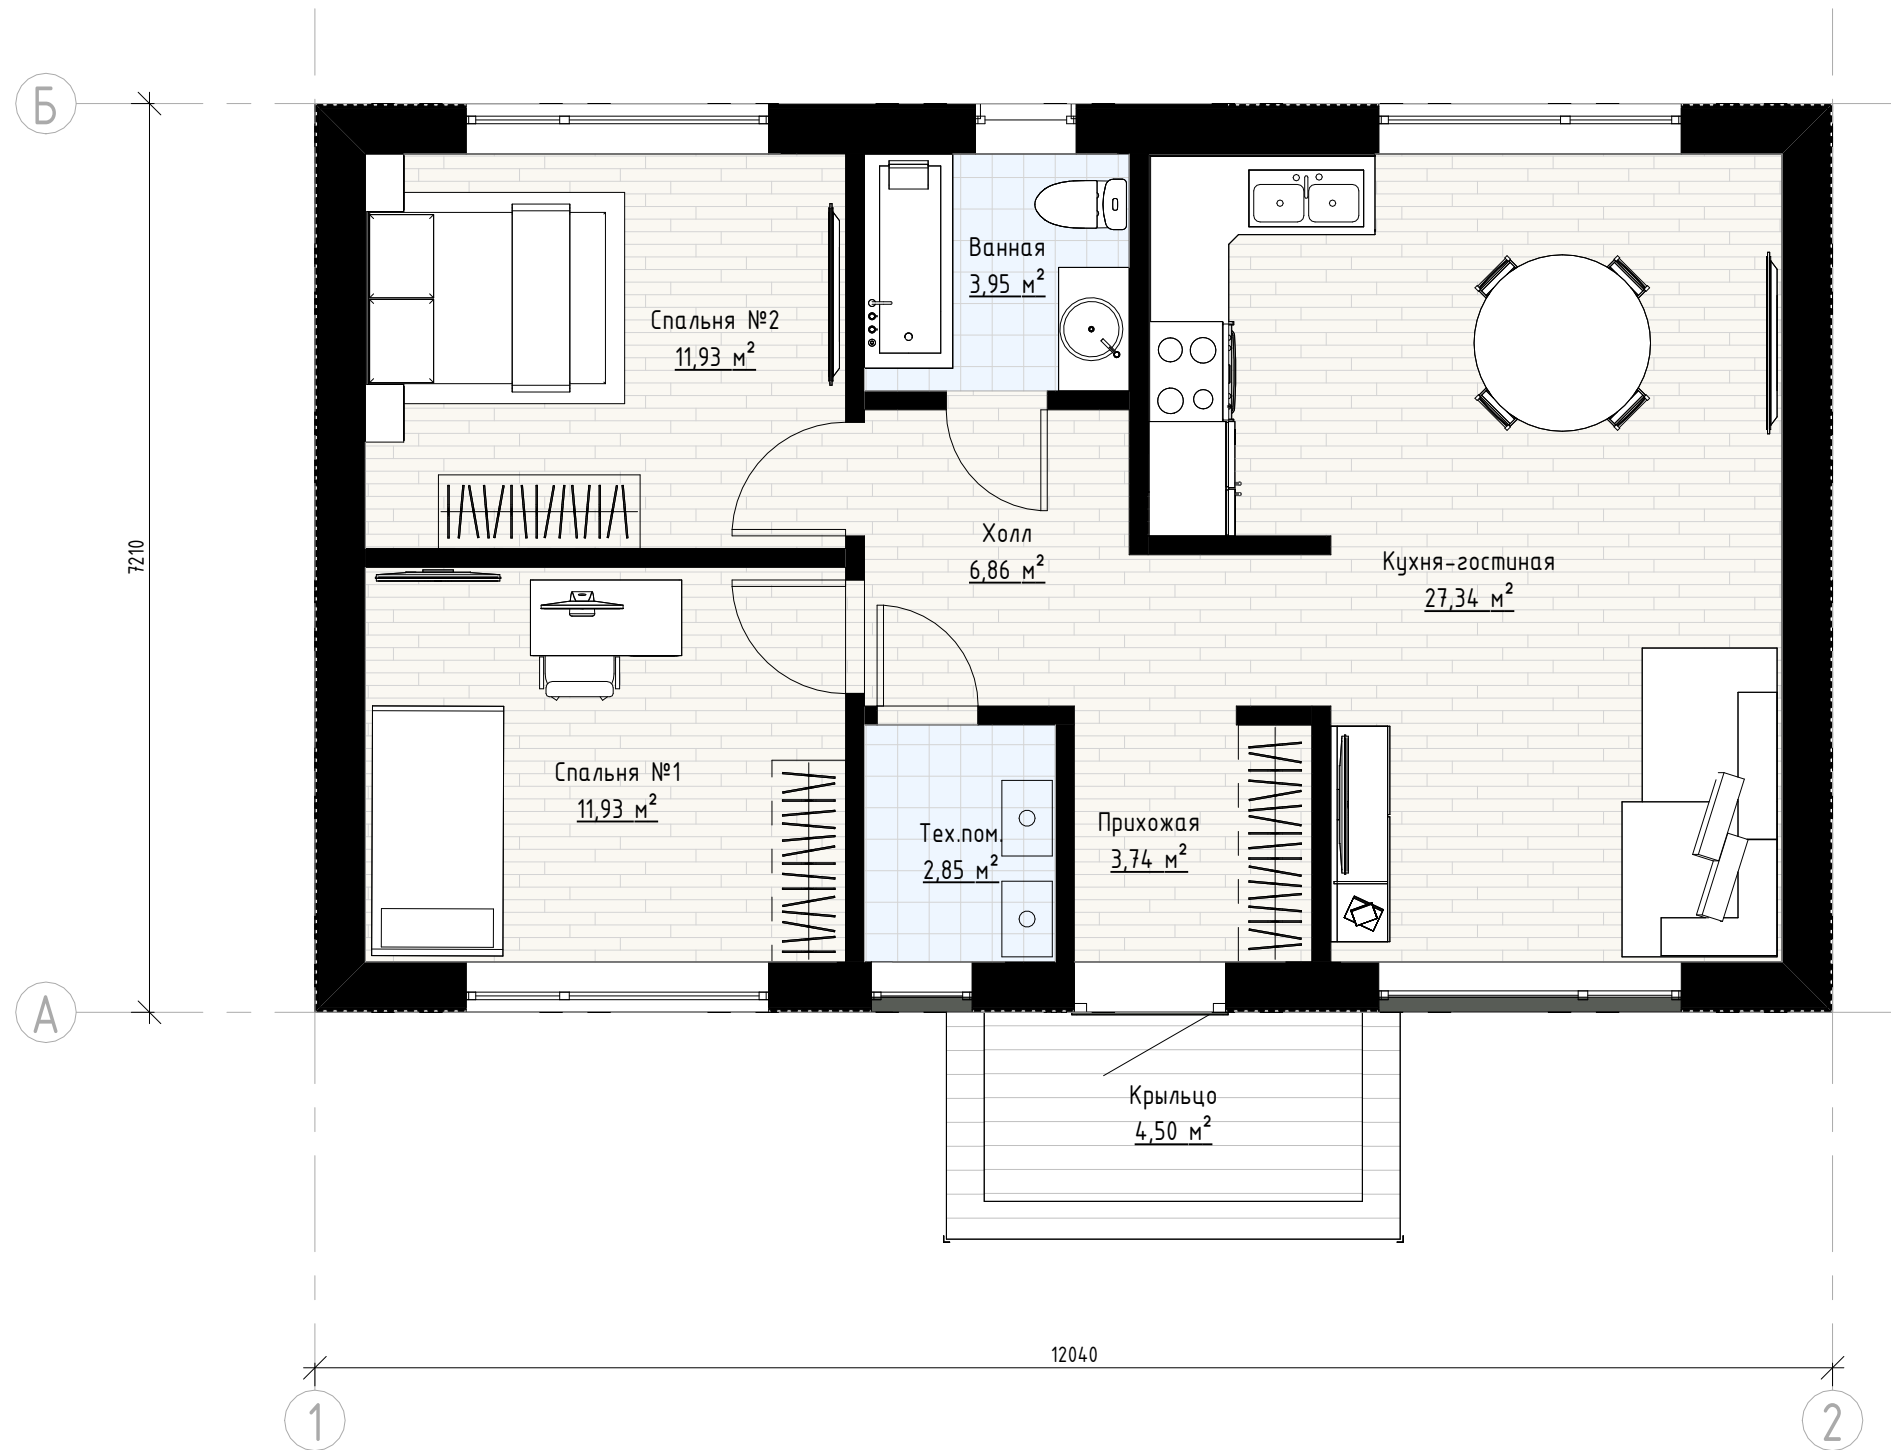 Б
Ванная
3,95 м²
Спальня №2
11,93 м²
7210
Холл
6,86 м²
Кухня-гостиная
27,34 м²
Спальня №1
11,93 м²
Тех.пом.
2,85 м²
Прихожая
3,74 м²
А
Крыльцо
4,50 м²
12040
1
2